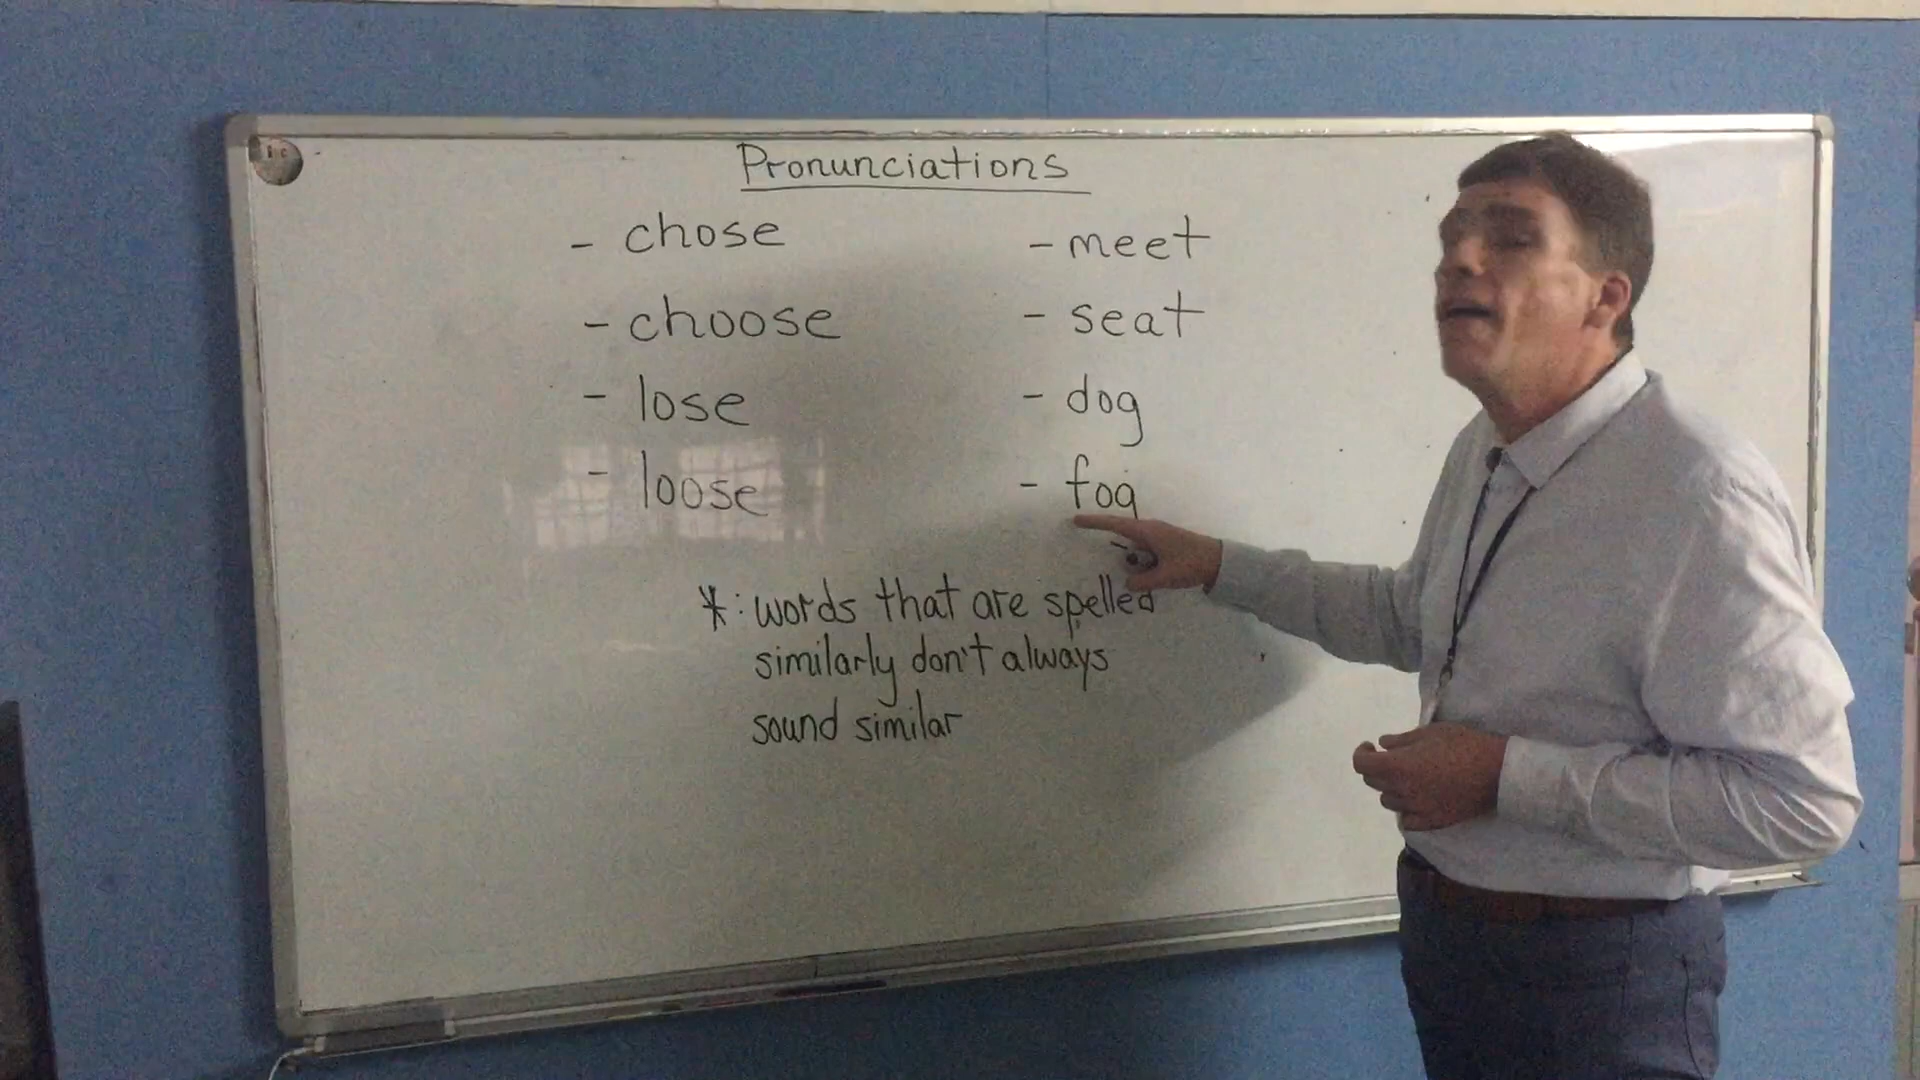 Pronunciations
- chose
- choose
- lose
- loose
- meet
- seat
- dog
- fog
*: words that are spelled
similarly don't always
sound similar